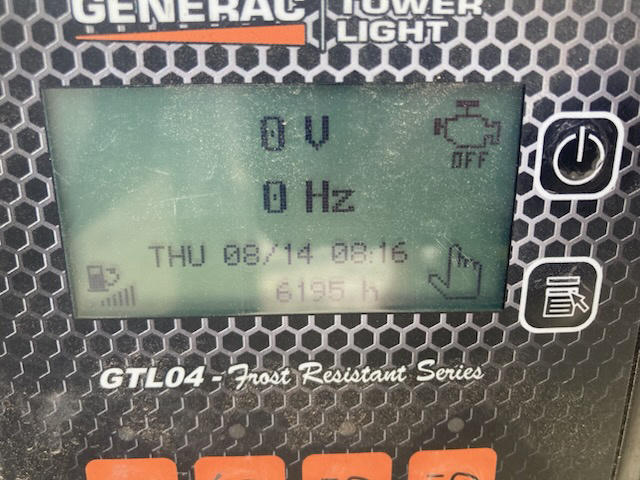 GENERAC TOWER
LIGHT
0 V
OFF
0 Hz
THU 08/14 08:16
6195 h
GTL04 - Frost Resistant Series